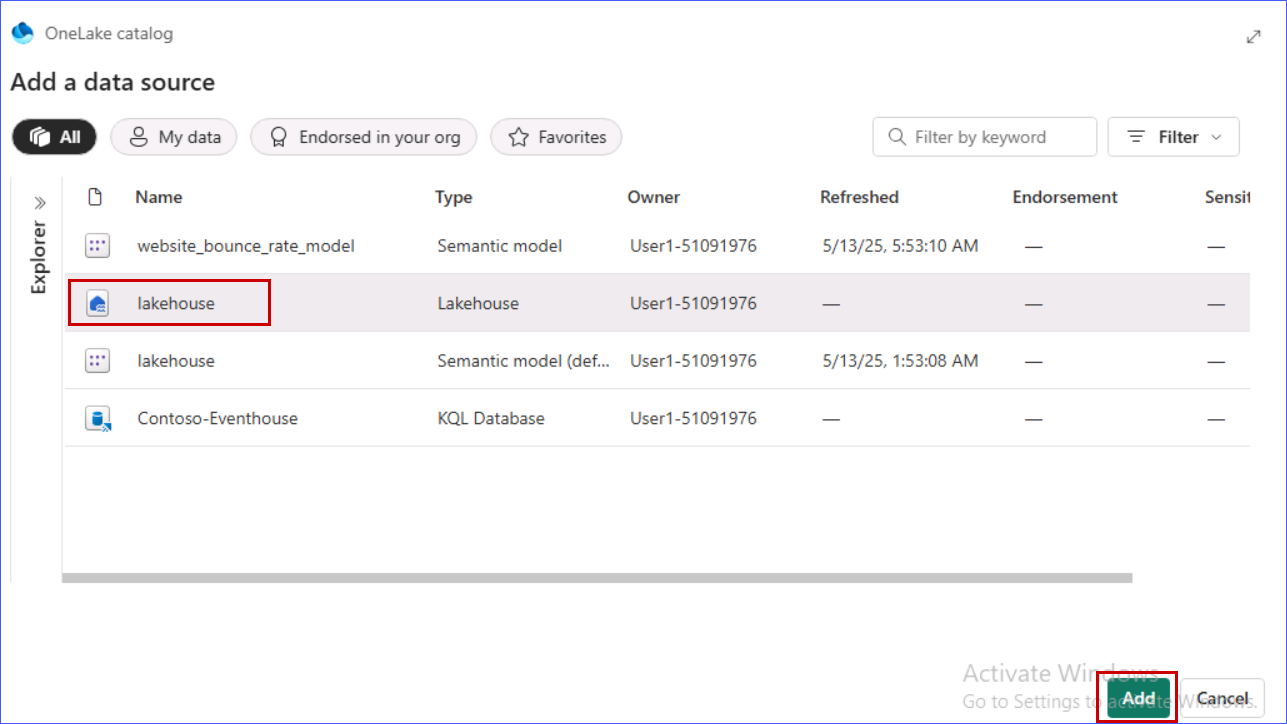 OneLake catalog
Add a data source
All My data Endorsed in your org Favorites Filter by keyword Filter
Explorer
Name Type Owner Refreshed Endorsement Sensit
website_bounce_rate_model Semantic model User1-51091976 5/13/25, 5:53:10 AM — —
lakehouse Lakehouse User1-51091976 — — —
lakehouse Semantic model (def... User1-51091976 5/13/25, 1:53:08 AM — —
Contoso-Eventhouse KQL Database User1-51091976 — — —
Activate Windows
Go to Settings to activate Windows.
Add Cancel